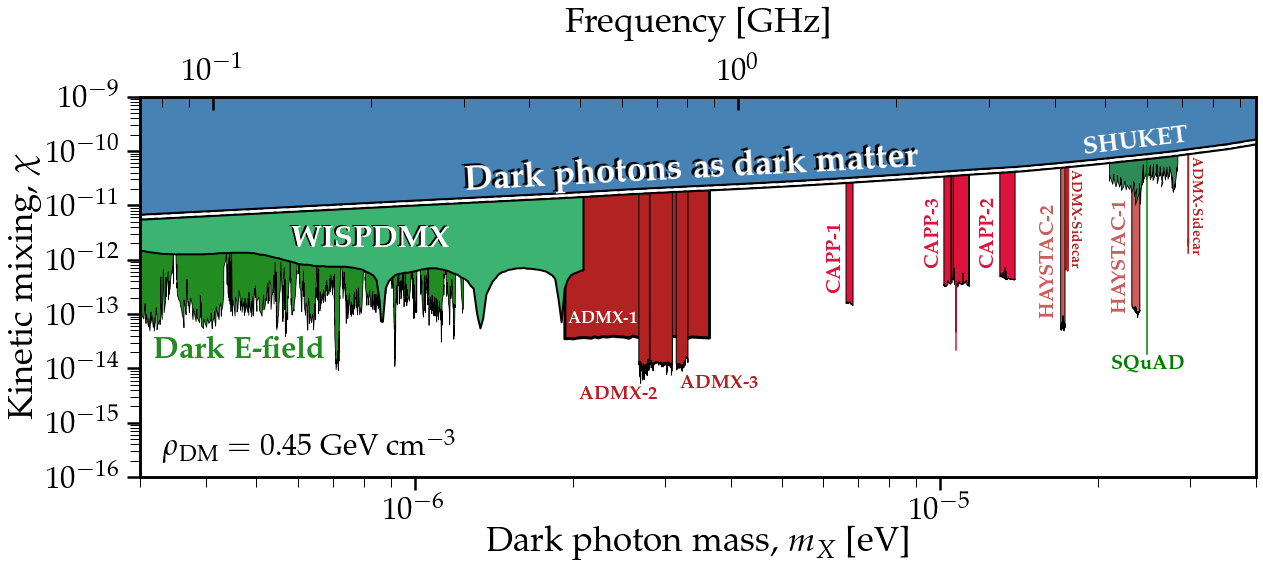 Frequency [GHz]
10⁻¹ 10⁰
Kinetic mixing, χ
10⁻⁹
10⁻¹⁰
10⁻¹¹
10⁻¹²
10⁻¹³
10⁻¹⁴
10⁻¹⁵
10⁻¹⁶
SHUKET
Dark photons as dark matter
WISPDMX
Dark E-field
ADMX-1
ADMX-2
ADMX-3
CAPP-1
CAPP-3
CAPP-2
HAYSTAC-2
ADMX-Sidecar
HAYSTAC-1
ADMX-Sidecar
SQuAD
ρ_DM = 0.45 GeV cm⁻³
10⁻⁶ 10⁻⁵
Dark photon mass, m_X [eV]